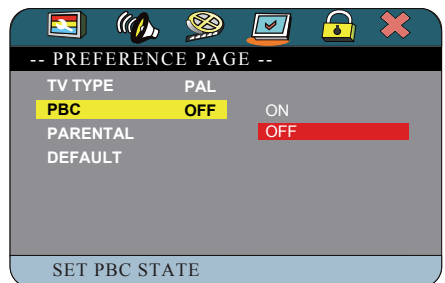 -- PREFERENCE PAGE --
TV TYPE PAL
PBC OFF ON
PARENTAL OFF
DEFAULT
SET PBC STATE